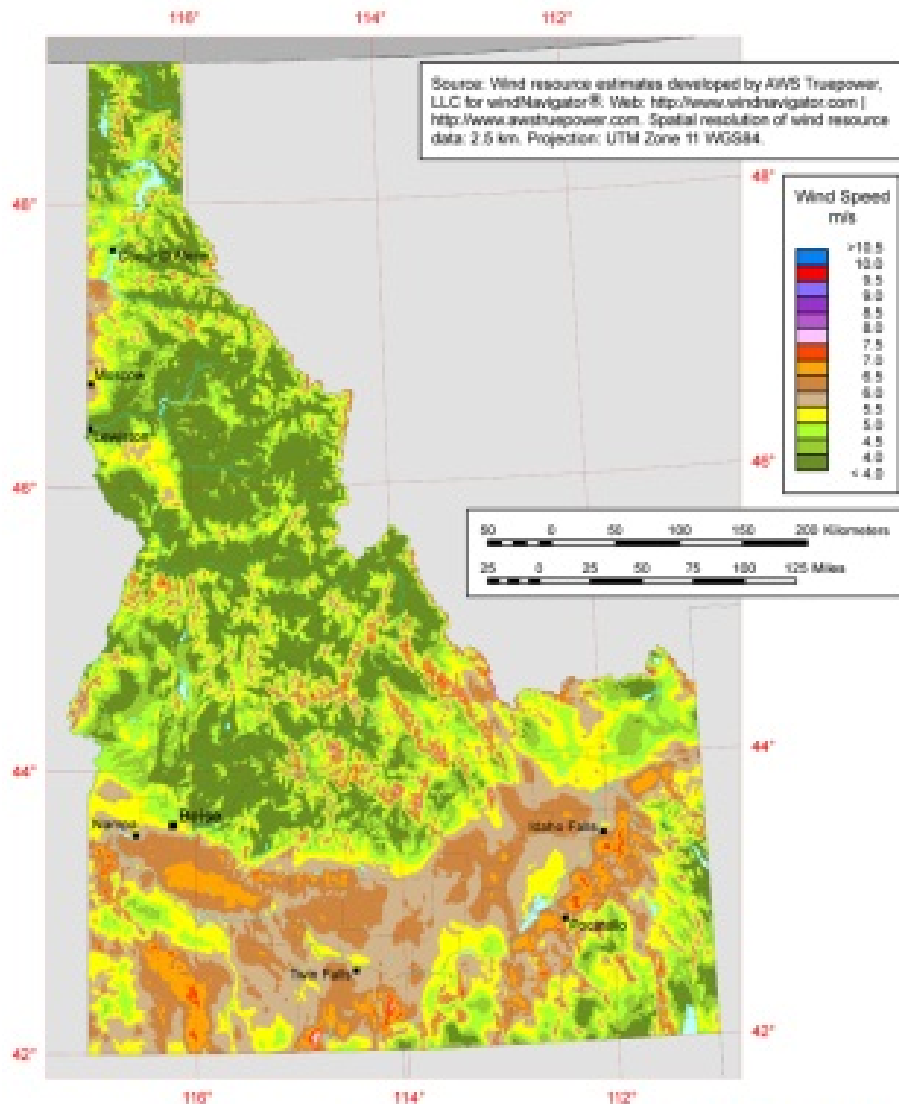 116° 114° 112°
Source: Wind resource estimates developed by AWS Truepower,
LLC for windNavigator®. Web: http://www.windnavigator.com |
http://www.awstruepower.com. Spatial resolution of wind resource
data: 2.5 km. Projection: UTM Zone 11 WGS84.
48° 48°
Wind Speed
m/s
>10.5
10.0
9.5
9.0
8.5
8.0
7.5
7.0
6.5
6.0
5.5
5.0
4.5
4.0
< 4.0
Coeur D'Alene
Moscow
Lewiston
46° 46°
50 0 50 100 150 200 Kilometers
25 0 25 50 75 100 125 Miles
44° 44°
Boise
Nampa
Idaho Falls
Pocatello
Twin Falls
42° 42°
116° 114° 112°